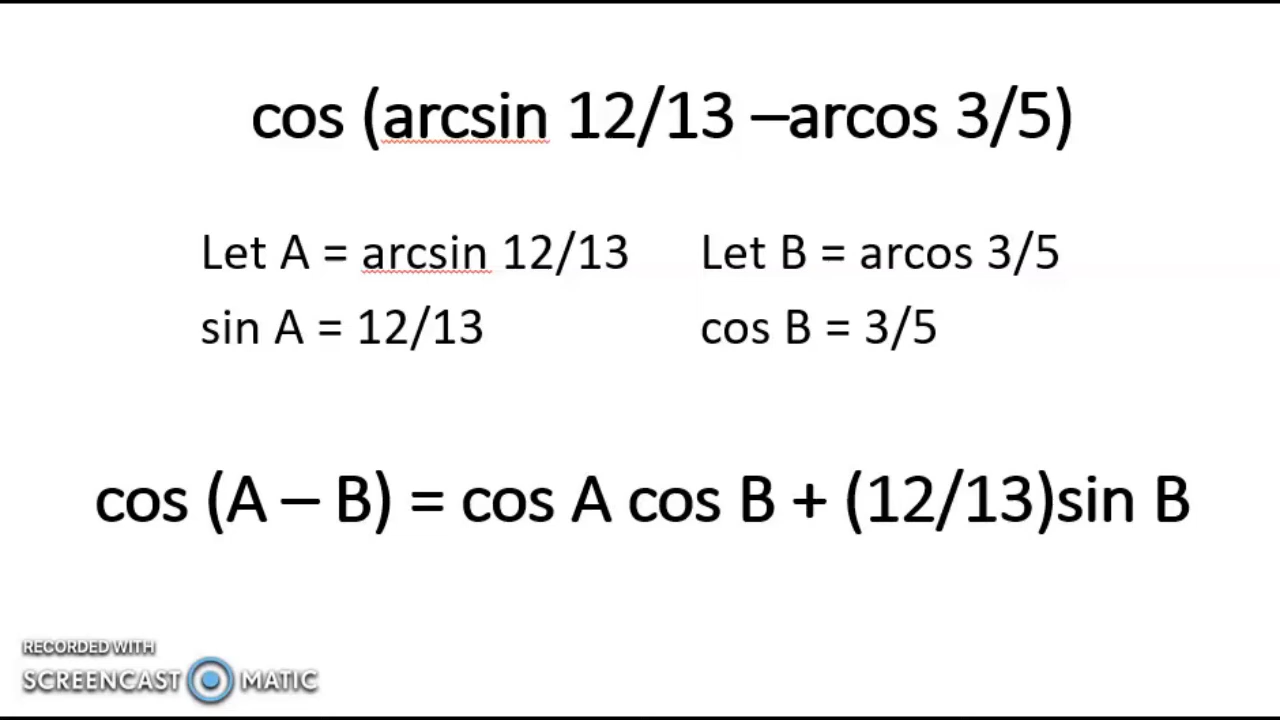 cos (arcsin 12/13 –arcos 3/5)
Let A = arcsin 12/13 Let B = arcos 3/5
sin A = 12/13 cos B = 3/5
cos (A – B) = cos A cos B + (12/13)sin B
RECORDED WITH
SCREENCAST MATIC